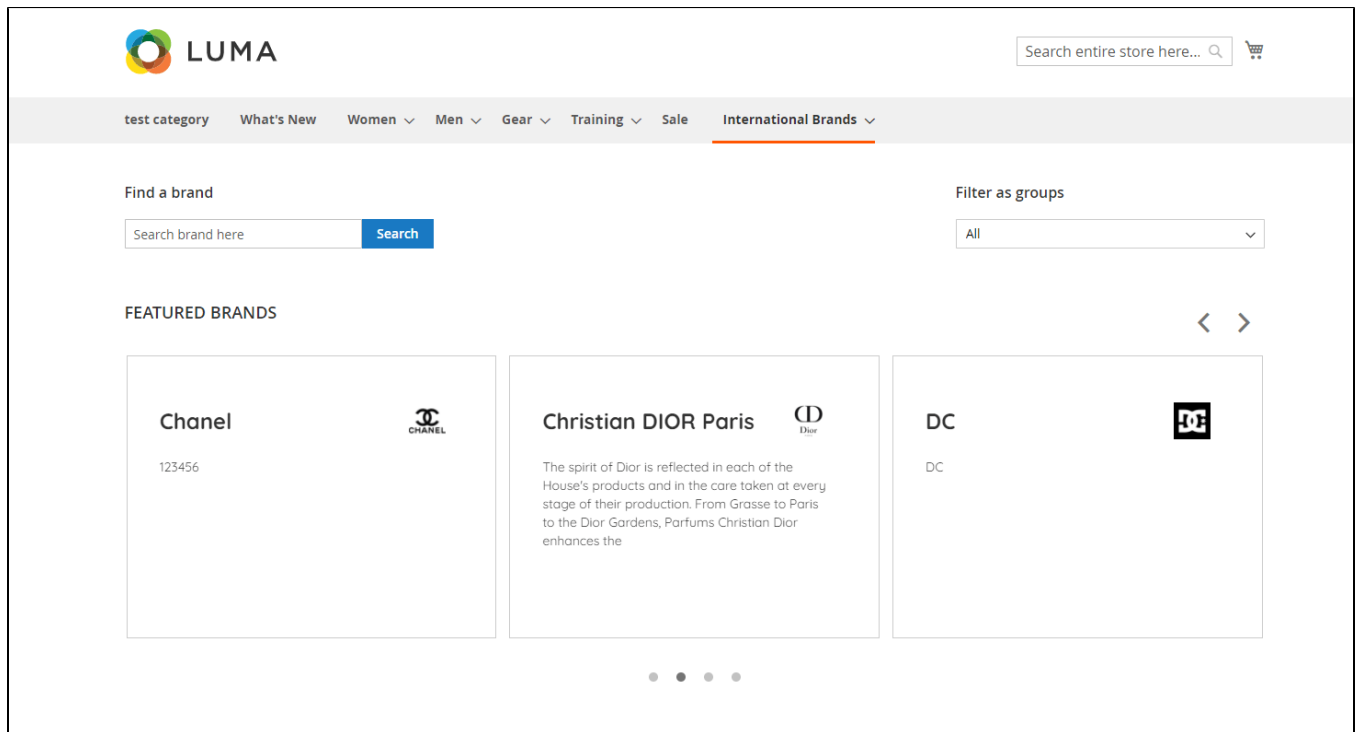 LUMA
Search entire store here...
test category What's New Women Men Gear Training Sale International Brands
Find a brand
Filter as groups
Search brand here
Search
All
FEATURED BRANDS
Chanel
CHANEL
123456
Christian DIOR Paris
CD
Dior
The spirit of Dior is reflected in each of the
House's products and in the care taken at every
stage of their production. From Grasse to Paris
to the Dior Gardens, Parfums Christian Dior
enhances the
DC
DC
DC